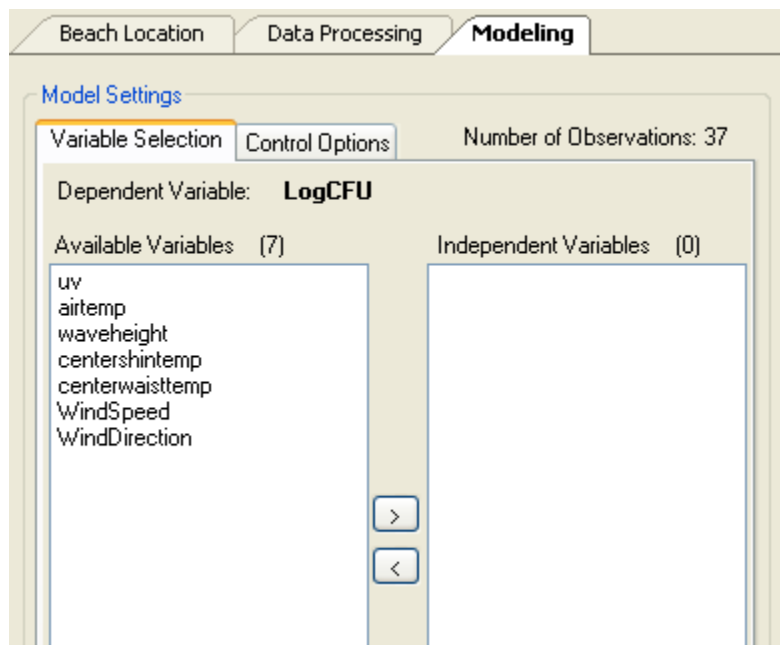 Beach Location Data Processing Modeling
Model Settings
Variable Selection Control Options Number of Observations: 37
Dependent Variable: LogCFU
Available Variables (7) Independent Variables (0)
uv
airtemp
waveheight
centershintemp
centerwaisttemp
WindSpeed
WindDirection
>
<